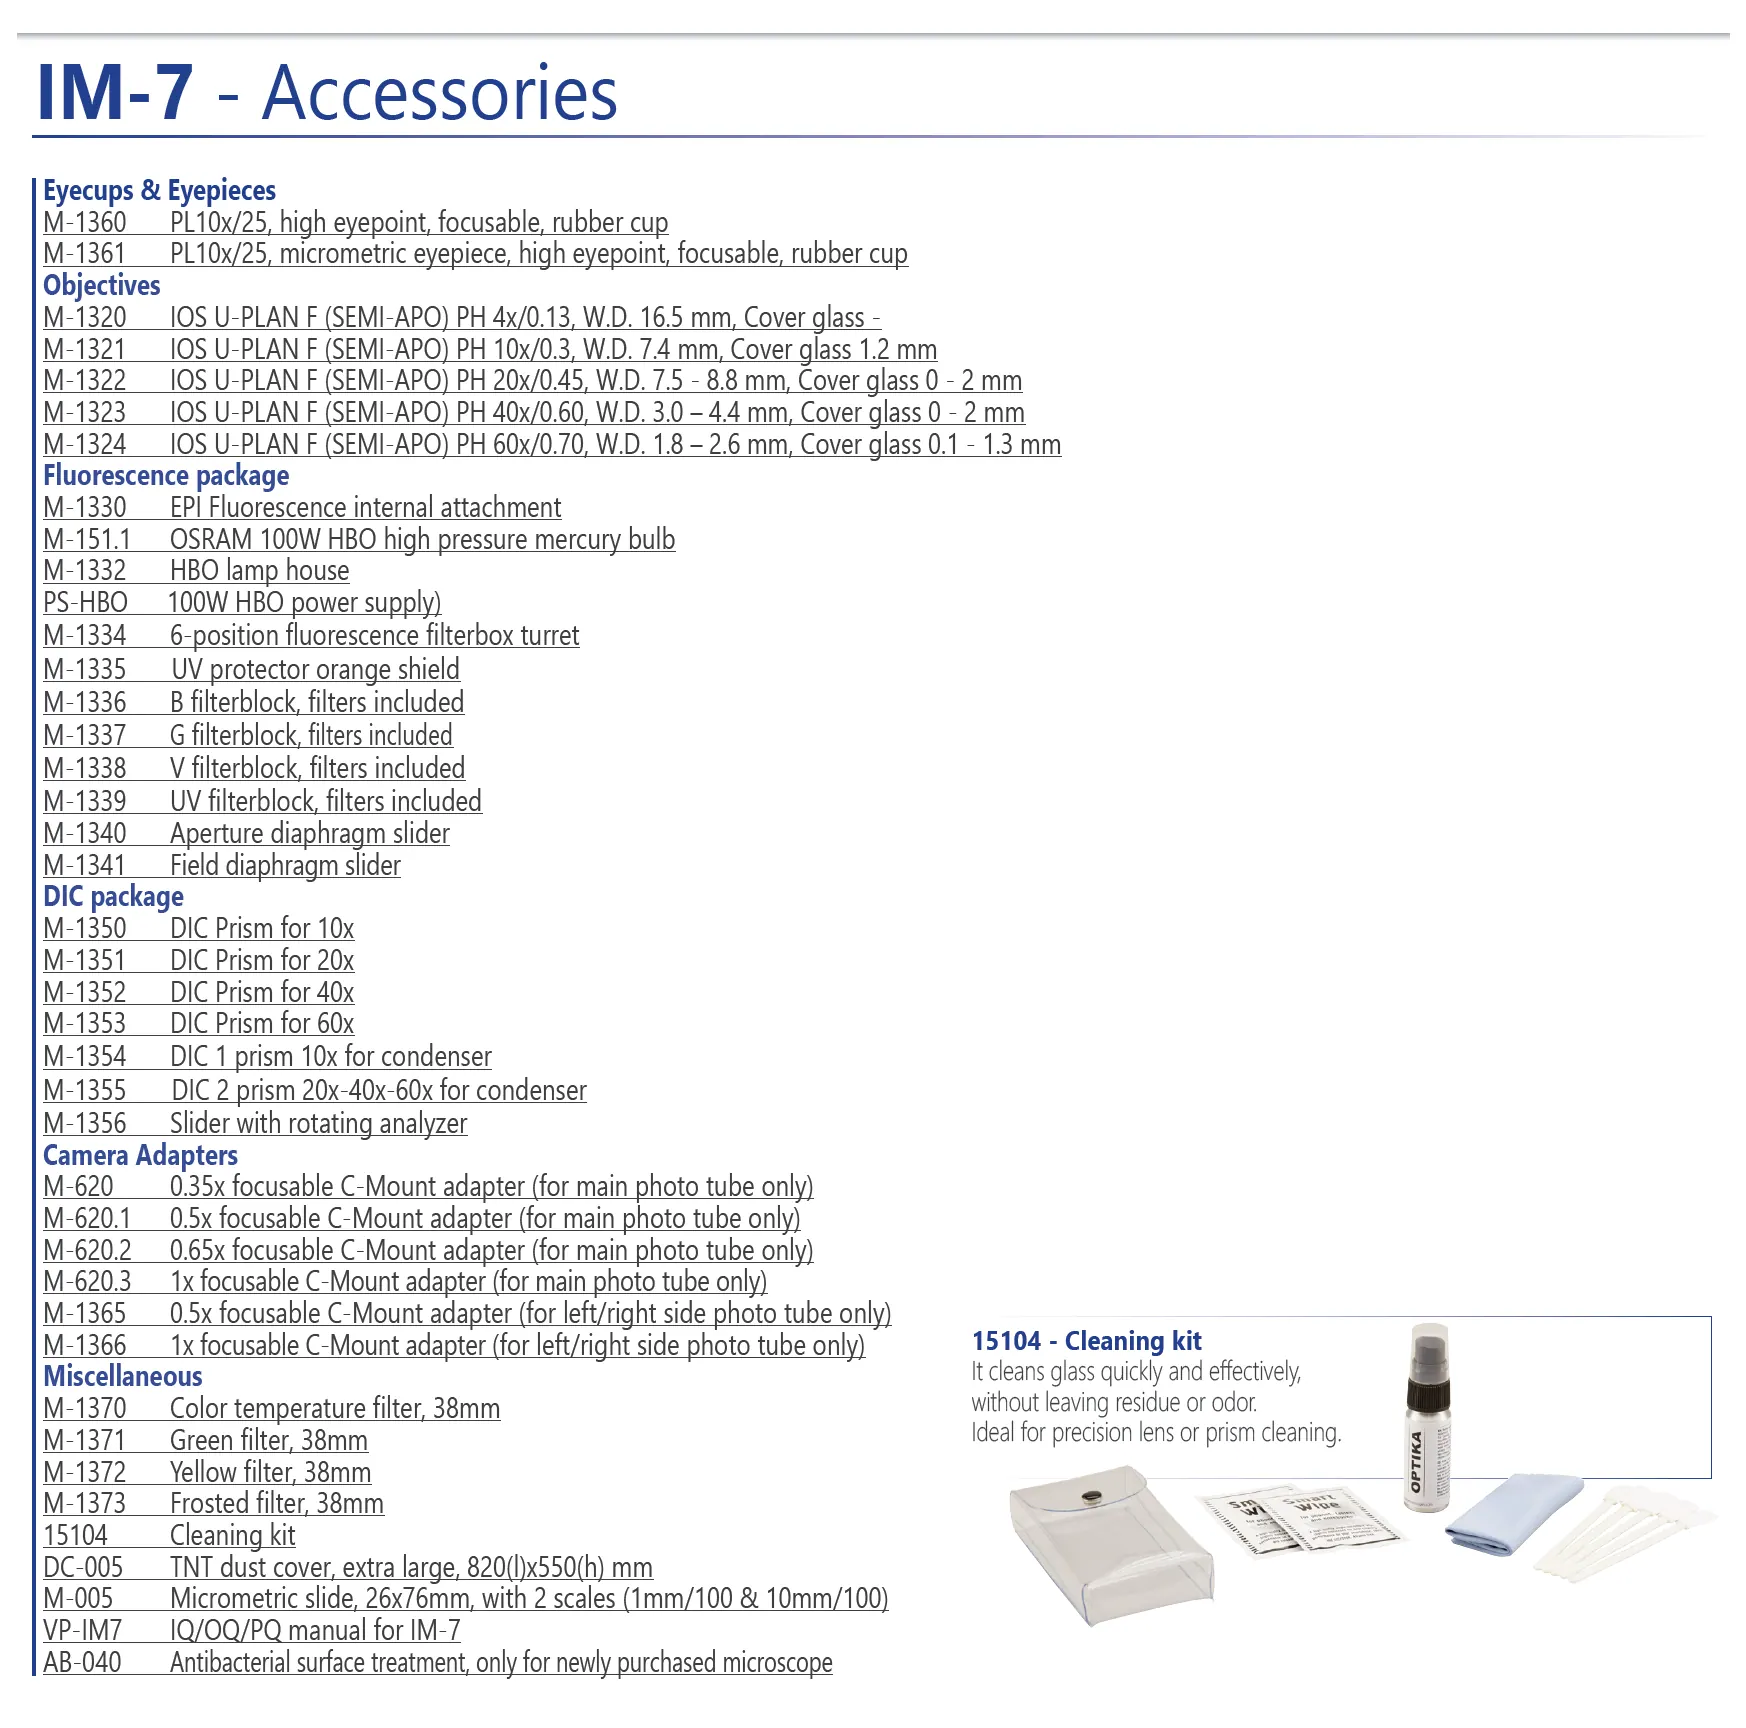 IM-7 - Accessories
Eyecups & Eyepieces
M-1360 PL10x/25, high eyepoint, focusable, rubber cup
M-1361 PL10x/25, micrometric eyepiece, high eyepoint, focusable, rubber cup
Objectives
M-1320 IOS U-PLAN F (SEMI-APO) PH 4x/0.13, W.D. 16.5 mm, Cover glass -
M-1321 IOS U-PLAN F (SEMI-APO) PH 10x/0.3, W.D. 7.4 mm, Cover glass 1.2 mm
M-1322 IOS U-PLAN F (SEMI-APO) PH 20x/0.45, W.D. 7.5 - 8.8 mm, Cover glass 0 - 2 mm
M-1323 IOS U-PLAN F (SEMI-APO) PH 40x/0.60, W.D. 3.0 – 4.4 mm, Cover glass 0 - 2 mm
M-1324 IOS U-PLAN F (SEMI-APO) PH 60x/0.70, W.D. 1.8 – 2.6 mm, Cover glass 0.1 - 1.3 mm
Fluorescence package
M-1330 EPI Fluorescence internal attachment
M-151.1 OSRAM 100W HBO high pressure mercury bulb
M-1332 HBO lamp house
PS-HBO 100W HBO power supply)
M-1334 6-position fluorescence filterbox turret
M-1335 UV protector orange shield
M-1336 B filterblock, filters included
M-1337 G filterblock, filters included
M-1338 V filterblock, filters included
M-1339 UV filterblock, filters included
M-1340 Aperture diaphragm slider
M-1341 Field diaphragm slider
DIC package
M-1350 DIC Prism for 10x
M-1351 DIC Prism for 20x
M-1352 DIC Prism for 40x
M-1353 DIC Prism for 60x
M-1354 DIC 1 prism 10x for condenser
M-1355 DIC 2 prism 20x-40x-60x for condenser
M-1356 Slider with rotating analyzer
Camera Adapters
M-620 0.35x focusable C-Mount adapter (for main photo tube only)
M-620.1 0.5x focusable C-Mount adapter (for main photo tube only)
M-620.2 0.65x focusable C-Mount adapter (for main photo tube only)
M-620.3 1x focusable C-Mount adapter (for main photo tube only)
M-1365 0.5x focusable C-Mount adapter (for left/right side photo tube only)
M-1366 1x focusable C-Mount adapter (for left/right side photo tube only)
Miscellaneous
M-1370 Color temperature filter, 38mm
M-1371 Green filter, 38mm
M-1372 Yellow filter, 38mm
M-1373 Frosted filter, 38mm
15104 Cleaning kit
DC-005 TNT dust cover, extra large, 820(l)x550(h) mm
M-005 Micrometric slide, 26x76mm, with 2 scales (1mm/100 & 10mm/100)
VP-IM7 IQ/OQ/PQ manual for IM-7
AB-040 Antibacterial surface treatment, only for newly purchased microscope
15104 - Cleaning kit
It cleans glass quickly and effectively,
without leaving residue or odor.
Ideal for precision lens or prism cleaning.
OPTIKA
Smart
Wipe